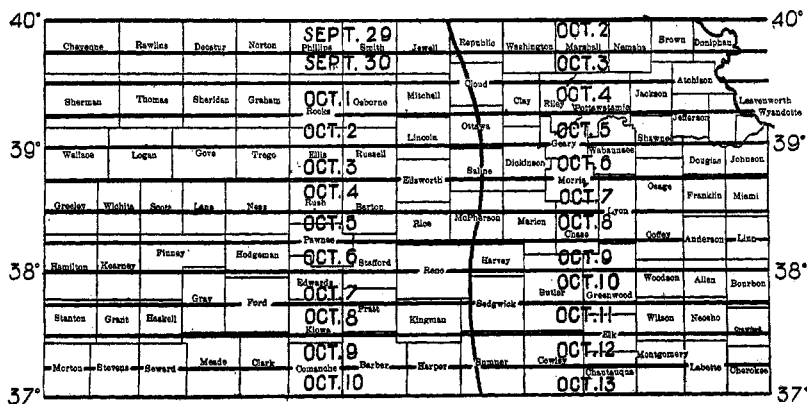 40° OCT. 2 40°
SEPT. 29
Cheyenne Rawlins Decatur Norton Phillips Smith Jewell Republic Washington Marshall Nemaha Brown Doniphan
SEPT. 30 OCT. 3
Cloud Atchison
OCT. 1 OCT. 4
Sherman Thomas Sheridan Graham Rooks Osborne Mitchell Clay Riley Pottawatamie Jackson Jefferson Leavenworth
Wyandotte
OCT. 2 OCT. 5
Lincoln Ottawa Shawnee
39° Geary Wabaunsee 39°
Wallace Logan Gove Trego Ellis Russell Saline Dickinson Douglas Johnson
OCT. 3 OCT. 6
Ellsworth Morris
OCT. 4 OCT. 7
Osage Franklin Miami
Greeley Wichita Scott Lane Ness Rush Barton Lyon
OCT. 5 OCT. 8
Rice McPherson Marion Chase Coffey Anderson Linn
Pawnee
OCT. 6 OCT. 9
Finney Hodgeman Stafford Harvey
38° Hamilton Kearney Reno 38°
Edwards OCT. 10
Woodson Allen Bourbon
OCT. 7
Gray Ford Pratt Sedgwick Butler Greenwood
OCT. 8 OCT. 11
Stanton Grant Haskell Kiowa Kingman Elk Wilson Neosho Crawford
OCT. 9 OCT. 12
Morton Stevens Seward Meade Clark Comanche Barber Harper Sumner Cowley Chautauqua Montgomery Labette Cherokee
37° OCT. 10 OCT. 13 37°